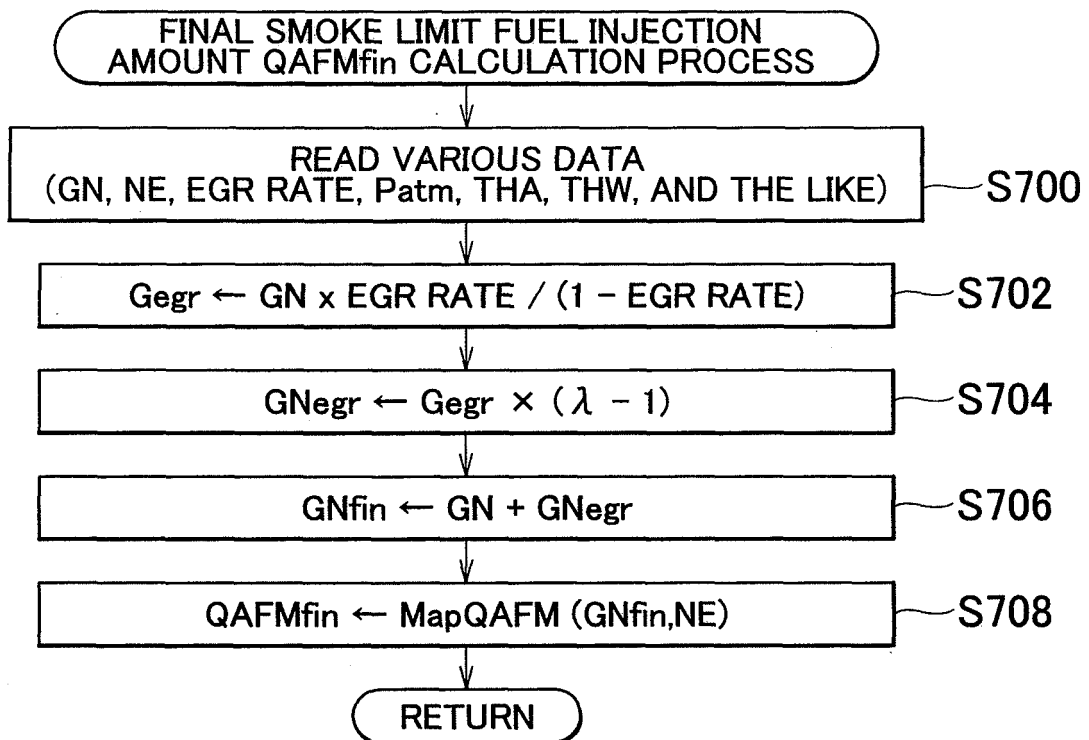 FINAL SMOKE LIMIT FUEL INJECTION
AMOUNT QAFMfin CALCULATION PROCESS
READ VARIOUS DATA
(GN, NE, EGR RATE, Patm, THA, THW, AND THE LIKE)
S700
Gegr ← GN x EGR RATE / (1 - EGR RATE)
S702
GNegr ← Gegr × (λ - 1)
S704
GNfin ← GN + GNegr
S706
QAFMfin ← MapQAFM (GNfin,NE)
S708
RETURN